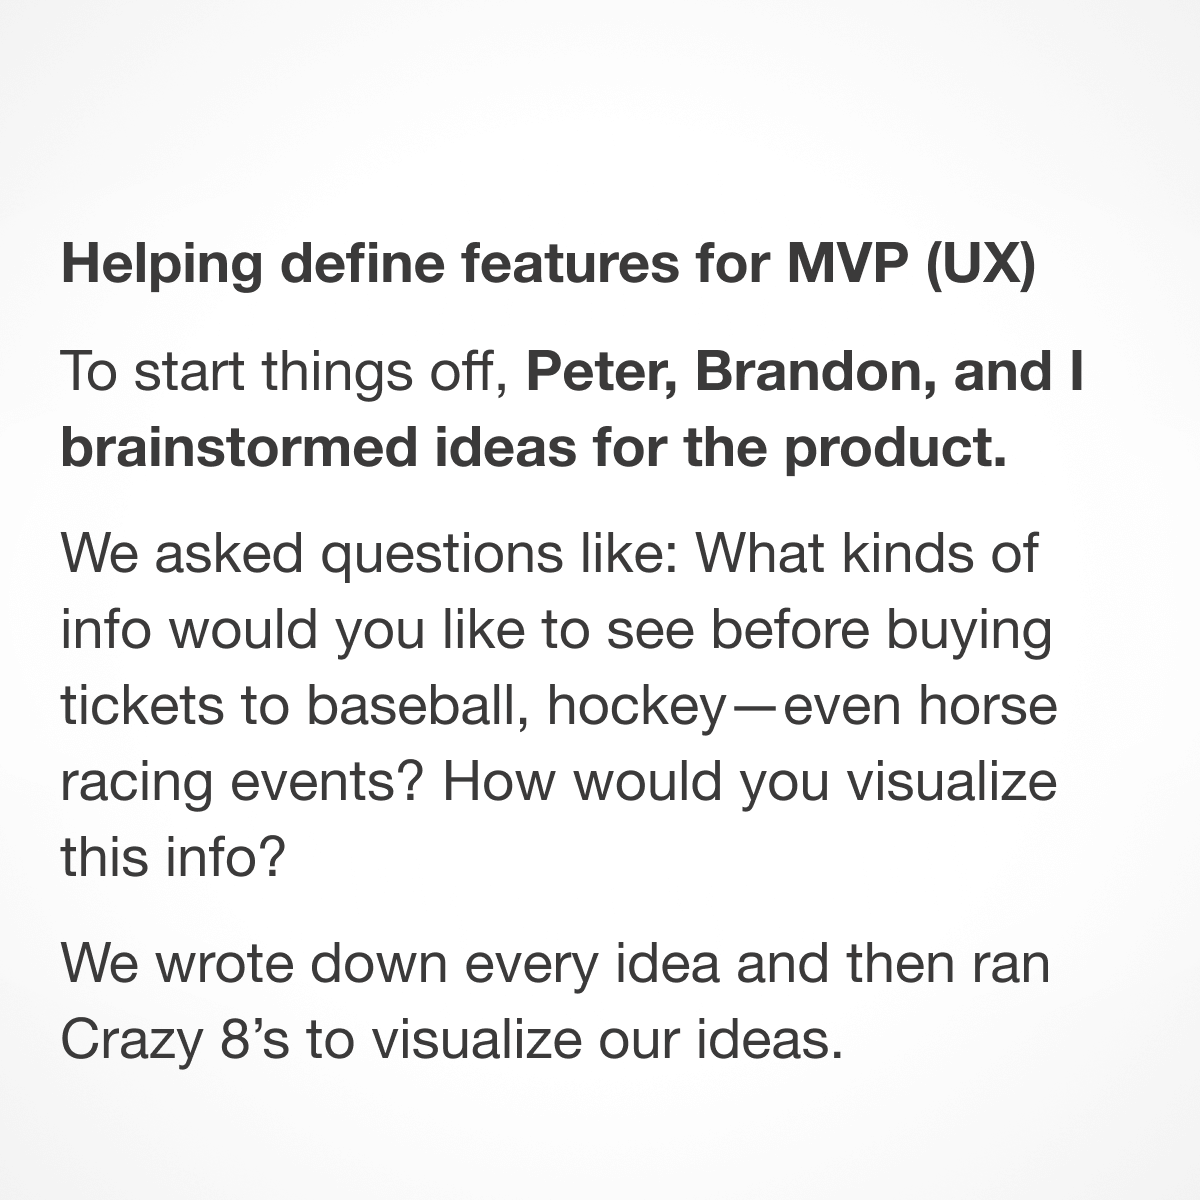 Helping define features for MVP (UX)
To start things off, Peter, Brandon, and I
brainstormed ideas for the product.
We asked questions like: What kinds of
info would you like to see before buying
tickets to baseball, hockey—even horse
racing events? How would you visualize
this info?
We wrote down every idea and then ran
Crazy 8’s to visualize our ideas.